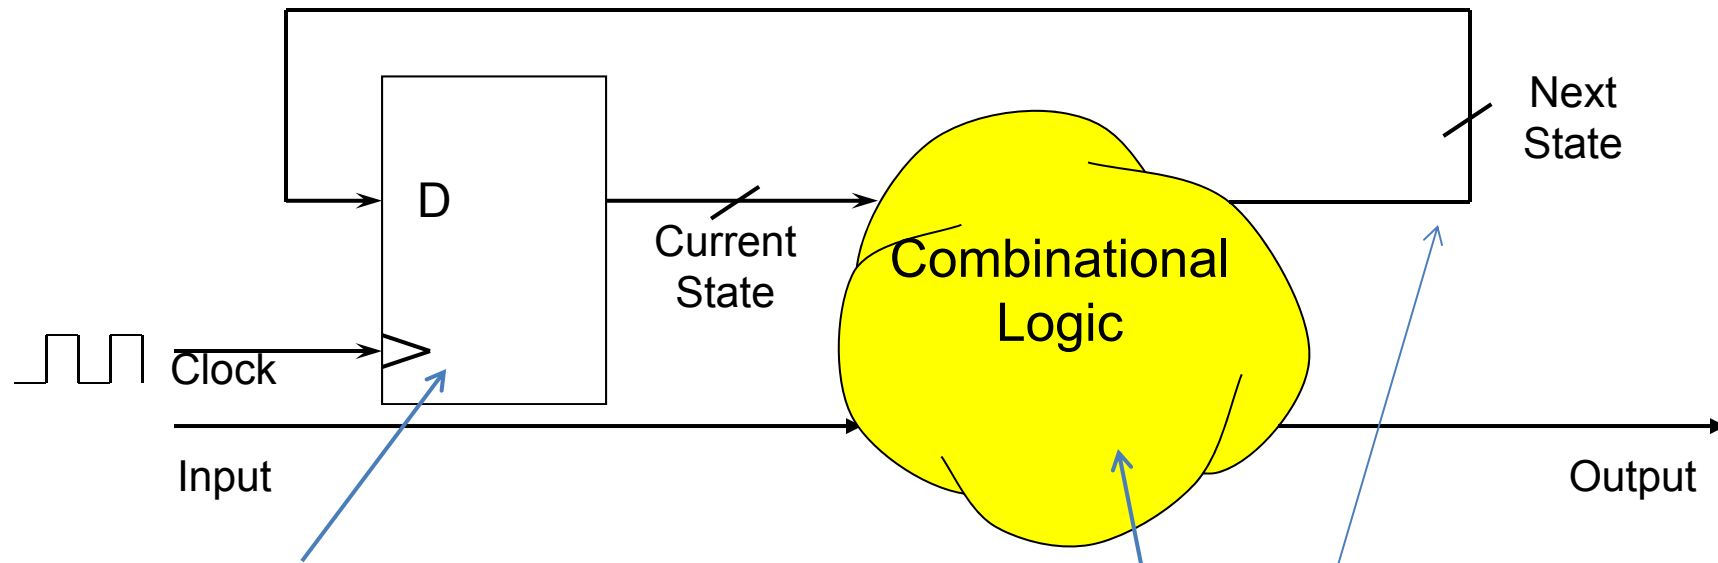 Next
State
D
Current
State
Combinational
Logic
Clock
Input
Output